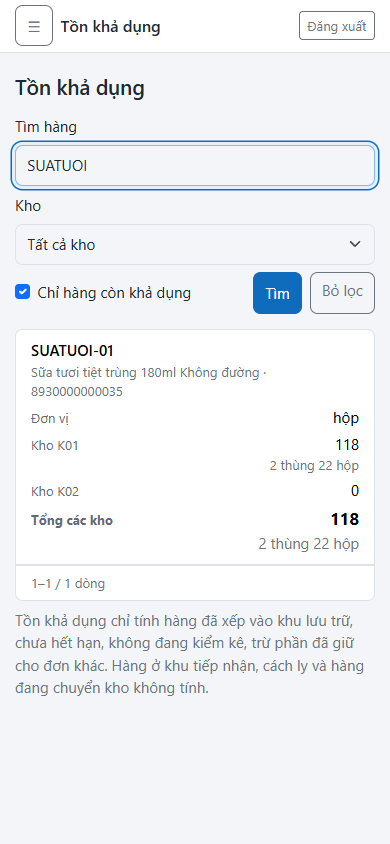 ☰ Tồn khả dụng Đăng xuất
Tồn khả dụng
Tìm hàng
SUATUOI
Kho
Tất cả kho
Chỉ hàng còn khả dụng Tìm Bỏ lọc
SUATUOI-01
Sữa tươi tiệt trùng 180ml Không đường ·
8930000000035
Đơn vị hộp
Kho K01 118
2 thùng 22 hộp
Kho K02 0
Tổng các kho 118
2 thùng 22 hộp
1–1 / 1 dòng
Tồn khả dụng chỉ tính hàng đã xếp vào khu lưu trữ,
chưa hết hạn, không đang kiểm kê, trừ phần đã giữ
cho đơn khác. Hàng ở khu tiếp nhận, cách ly và hàng
đang chuyển kho không tính.